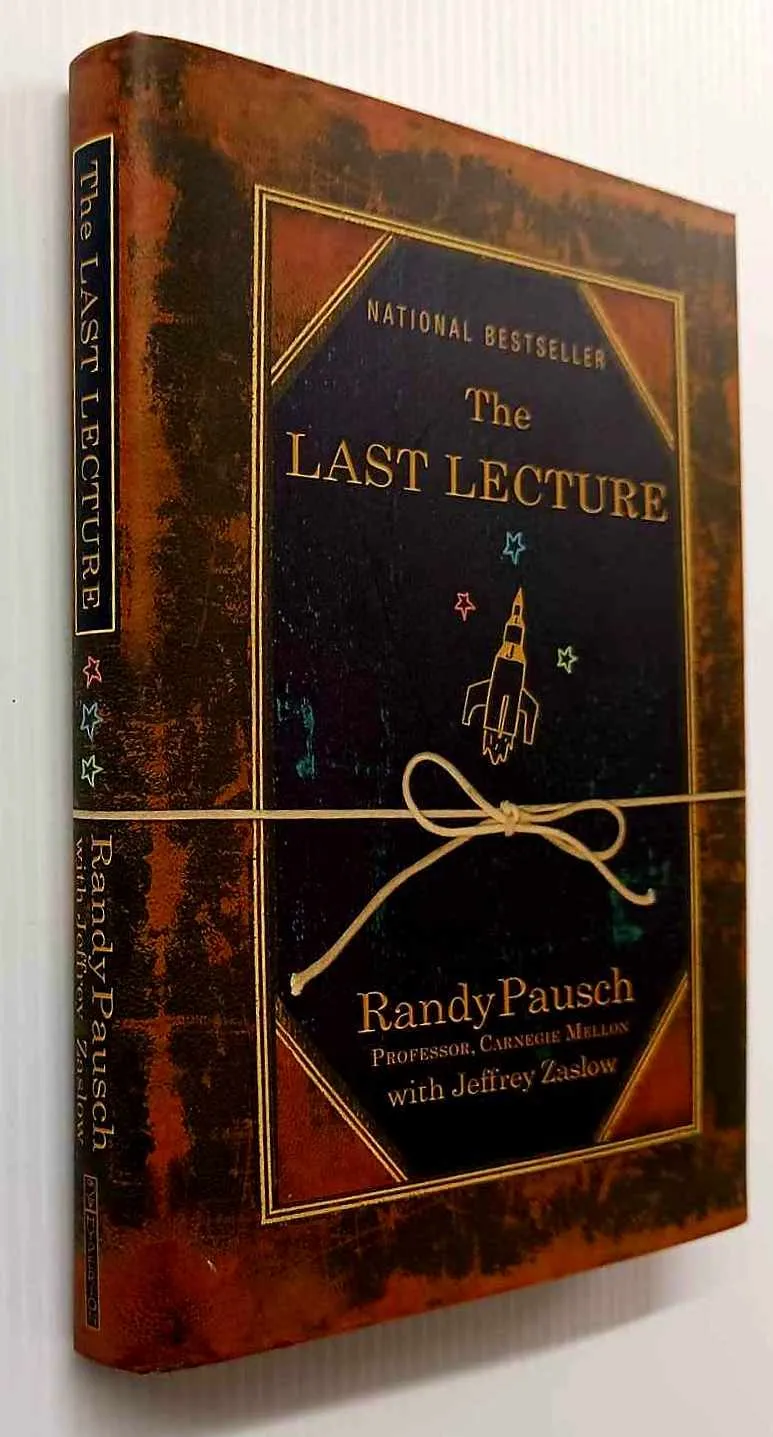 The LAST LECTURE
Randy Pausch
with Jeffrey Zaslow
NATIONAL BESTSELLER
The
LAST LECTURE
Randy Pausch
PROFESSOR, CARNEGIE MELLON
with Jeffrey Zaslow